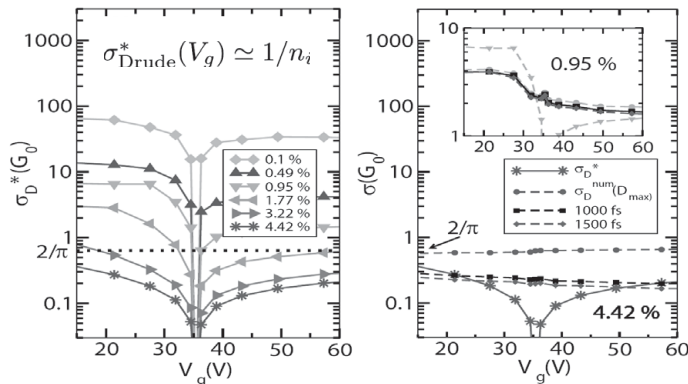 σ*Drude(Vg) ≃ 1/ni
σD*(G0)
1000
100
10
1
2/π
0.1
0.1 %
0.49 %
0.95 %
1.77 %
3.22 %
4.42 %
20 30 40 50 60
Vg(V)
σ(G0)
1000
100
10
1
0.1
10
1
0.95 %
20 30 40 50 60
σD*
σDnum(Dmax)
1000 fs
1500 fs
2/π
4.42 %
20 30 40 50 60
Vg(V)